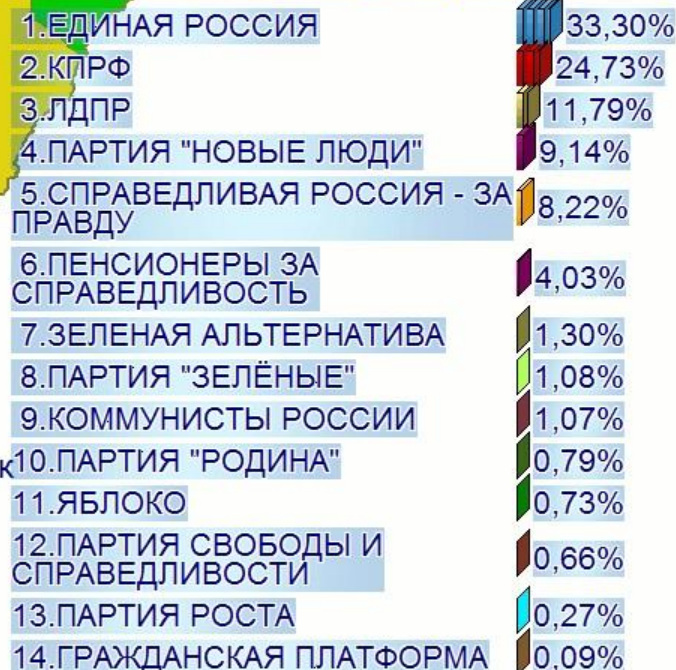 1.ЕДИНАЯ РОССИЯ 33,30%
2.КПРФ 24,73%
3.ЛДПР 11,79%
4.ПАРТИЯ "НОВЫЕ ЛЮДИ" 9,14%
5.СПРАВЕДЛИВАЯ РОССИЯ - ЗА
ПРАВДУ 8,22%
6.ПЕНСИОНЕРЫ ЗА
СПРАВЕДЛИВОСТЬ 4,03%
7.ЗЕЛЕНАЯ АЛЬТЕРНАТИВА 1,30%
8.ПАРТИЯ "ЗЕЛЁНЫЕ" 1,08%
9.КОММУНИСТЫ РОССИИ 1,07%
к10.ПАРТИЯ "РОДИНА" 0,79%
11.ЯБЛОКО 0,73%
12.ПАРТИЯ СВОБОДЫ И
СПРАВЕДЛИВОСТИ 0,66%
13.ПАРТИЯ РОСТА 0,27%
14.ГРАЖДАНСКАЯ ПЛАТФОРМА 0,09%